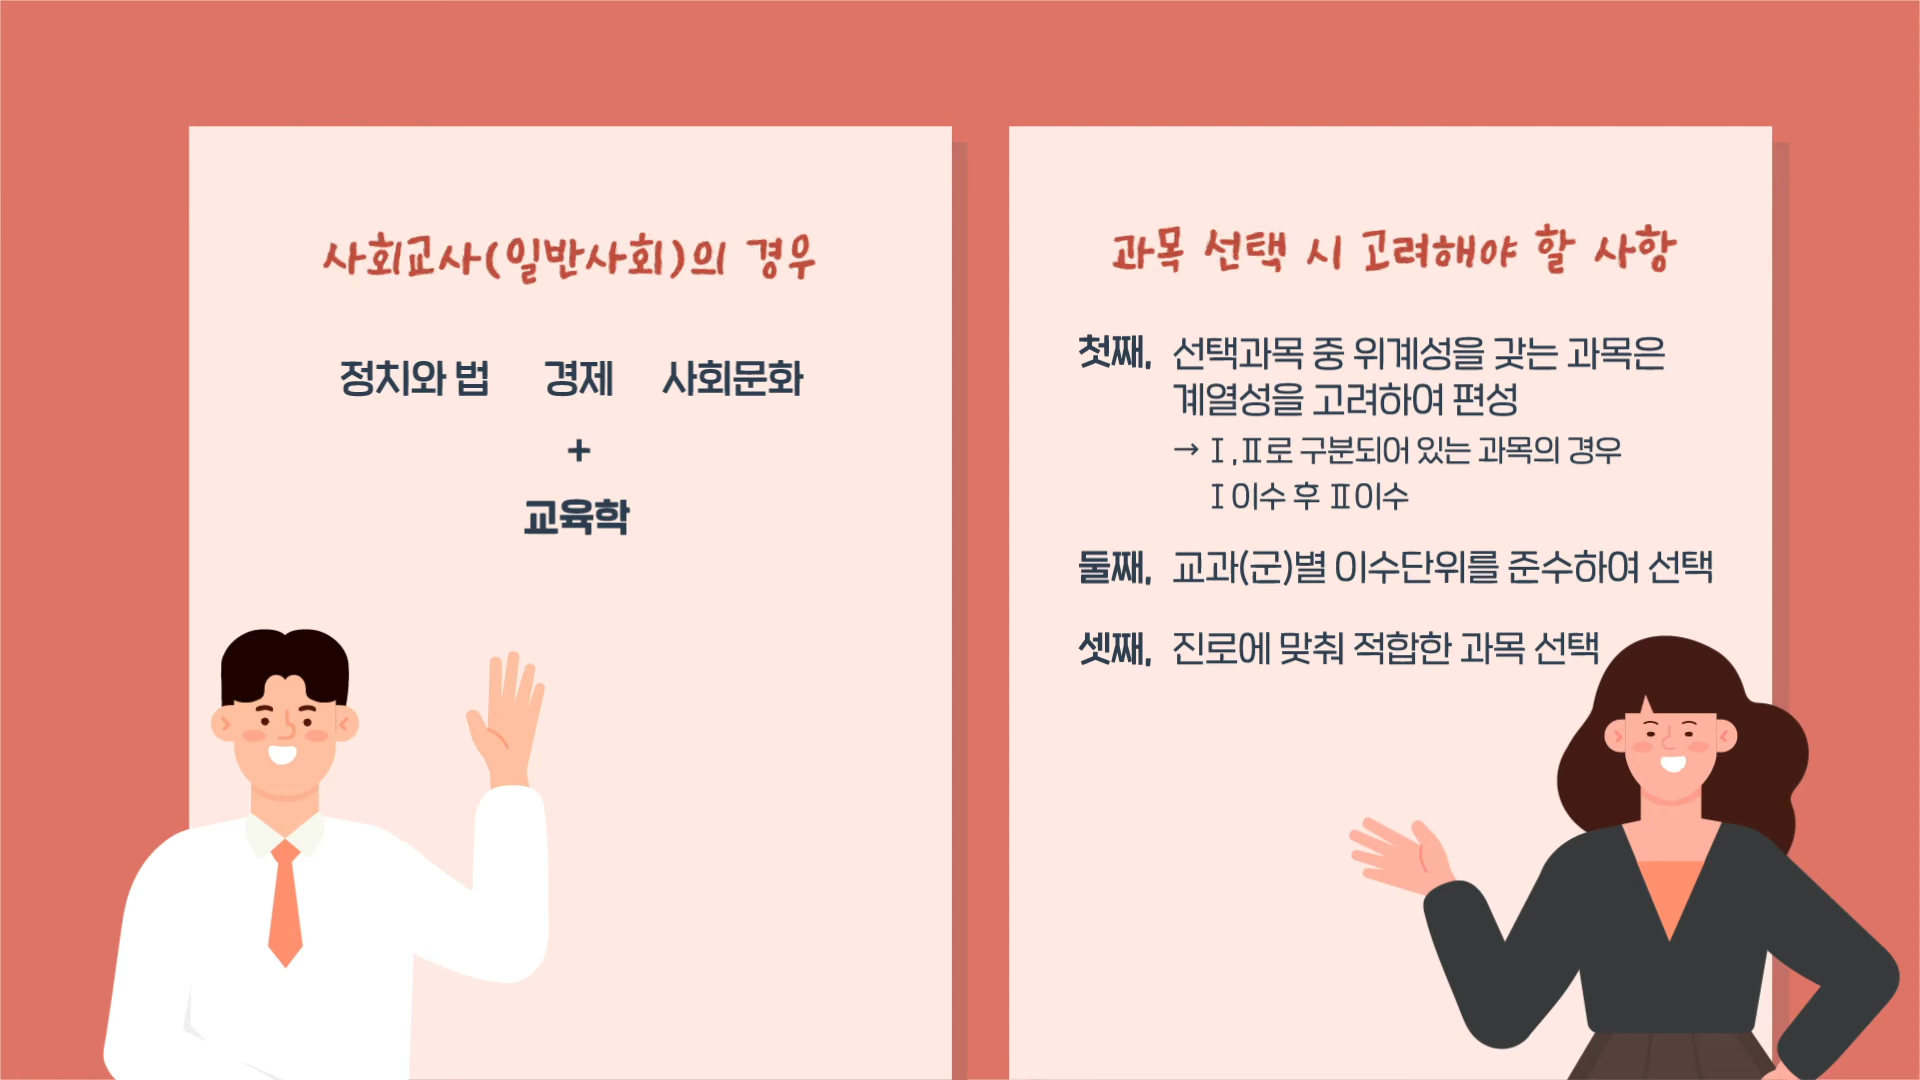 사회교사(일반사회)의 경우
정치와 법 경제 사회문화
+
교육학
과목 선택 시 고려해야 할 사항
첫째, 선택과목 중 위계성을 갖는 과목은
계열성을 고려하여 편성
→ Ⅰ,Ⅱ로 구분되어 있는 과목의 경우
Ⅰ이수 후 Ⅱ이수
둘째, 교과(군)별 이수단위를 준수하여 선택
셋째, 진로에 맞춰 적합한 과목 선택